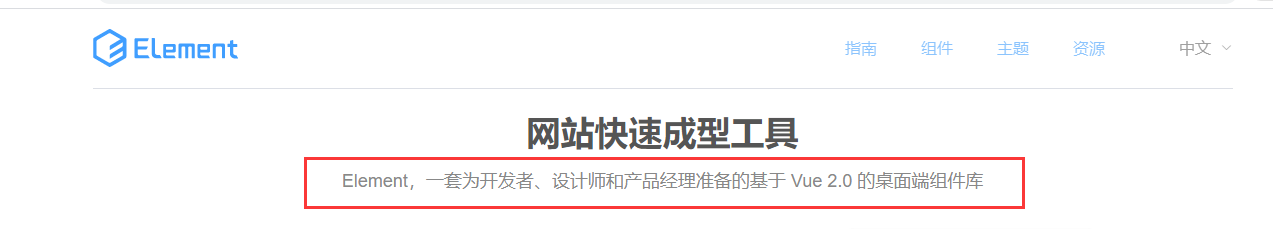 Element
指南 组件 主题 资源 中文
网站快速成型工具
Element，一套为开发者、设计师和产品经理准备的基于 Vue 2.0 的桌面端组件库